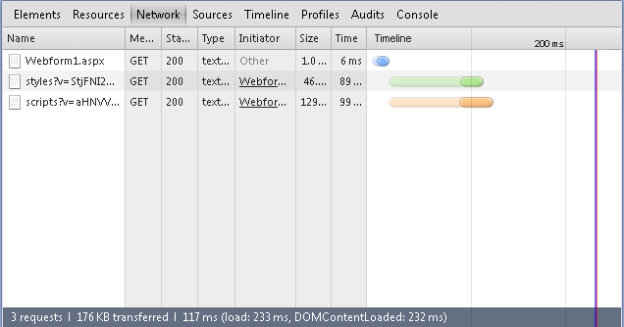 Elements Resources Network Sources Timeline Profiles Audits Console
Name Me... Sta... Type Initiator Size Time Timeline
200 ms
Webform1.aspx GET 200 text... Other 1.0 ... 6 ms
styles?v=StjFNI2... GET 200 text... Webfor... 46.... 89 ...
scripts?v=aHNVV... GET 200 text... Webfor... 129... 99 ...
3 requests | 176 KB transferred | 117 ms (load: 233 ms, DOMContentLoaded: 232 ms)